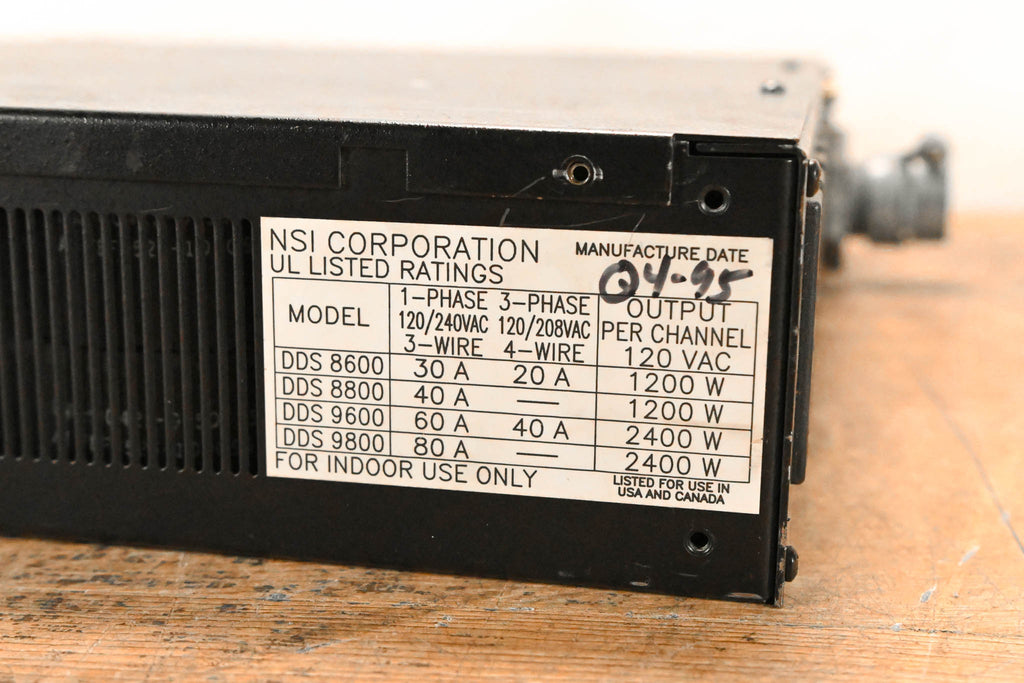 NSI CORPORATION
UL LISTED RATINGS
MANUFACTURE DATE
Q4-95
MODEL
1-PHASE 3-PHASE
120/240VAC 120/208VAC
3-WIRE 4-WIRE
OUTPUT
PER CHANNEL
120 VAC
DDS 8600 30 A 20 A 1200 W
DDS 8800 40 A — 1200 W
DDS 9600 60 A 40 A 2400 W
DDS 9800 80 A — 2400 W
FOR INDOOR USE ONLY
LISTED FOR USE IN
USA AND CANADA